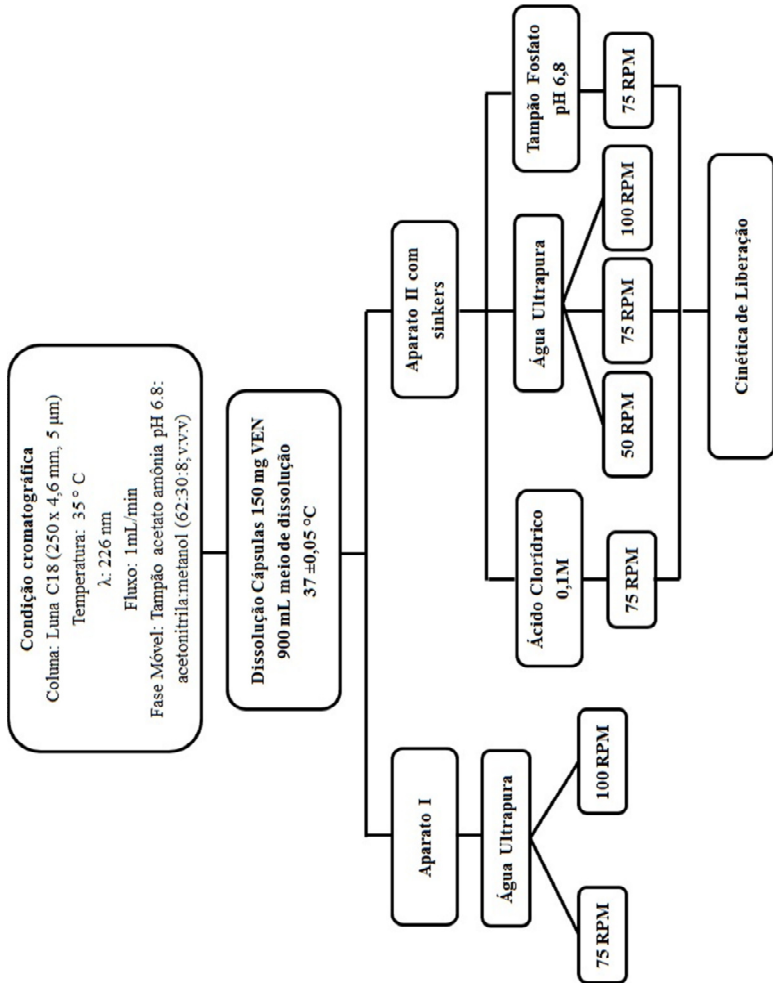 Condição cromatográfica
Coluna: Luna C18 (250 x 4,6 mm, 5 µm)
Temperatura: 35 ° C
λ: 226 nm
Fluxo: 1mL/min
Fase Móvel: Tampão acetato amônia pH 6.8:
acetonitrila:metanol (62:30:8; v:v:v)
Dissolução Cápsulas 150 mg VEN
900 mL meio de dissolução
37 ±0,05 °C
Aparato I
Água Ultrapura
75 RPM
100 RPM
Aparato II com
sinkers
Ácido Clorídrico
0,1M
75 RPM
Água Ultrapura
50 RPM
75 RPM
100 RPM
Tampão Fosfato
pH 6,8
75 RPM
Cinética de Liberação